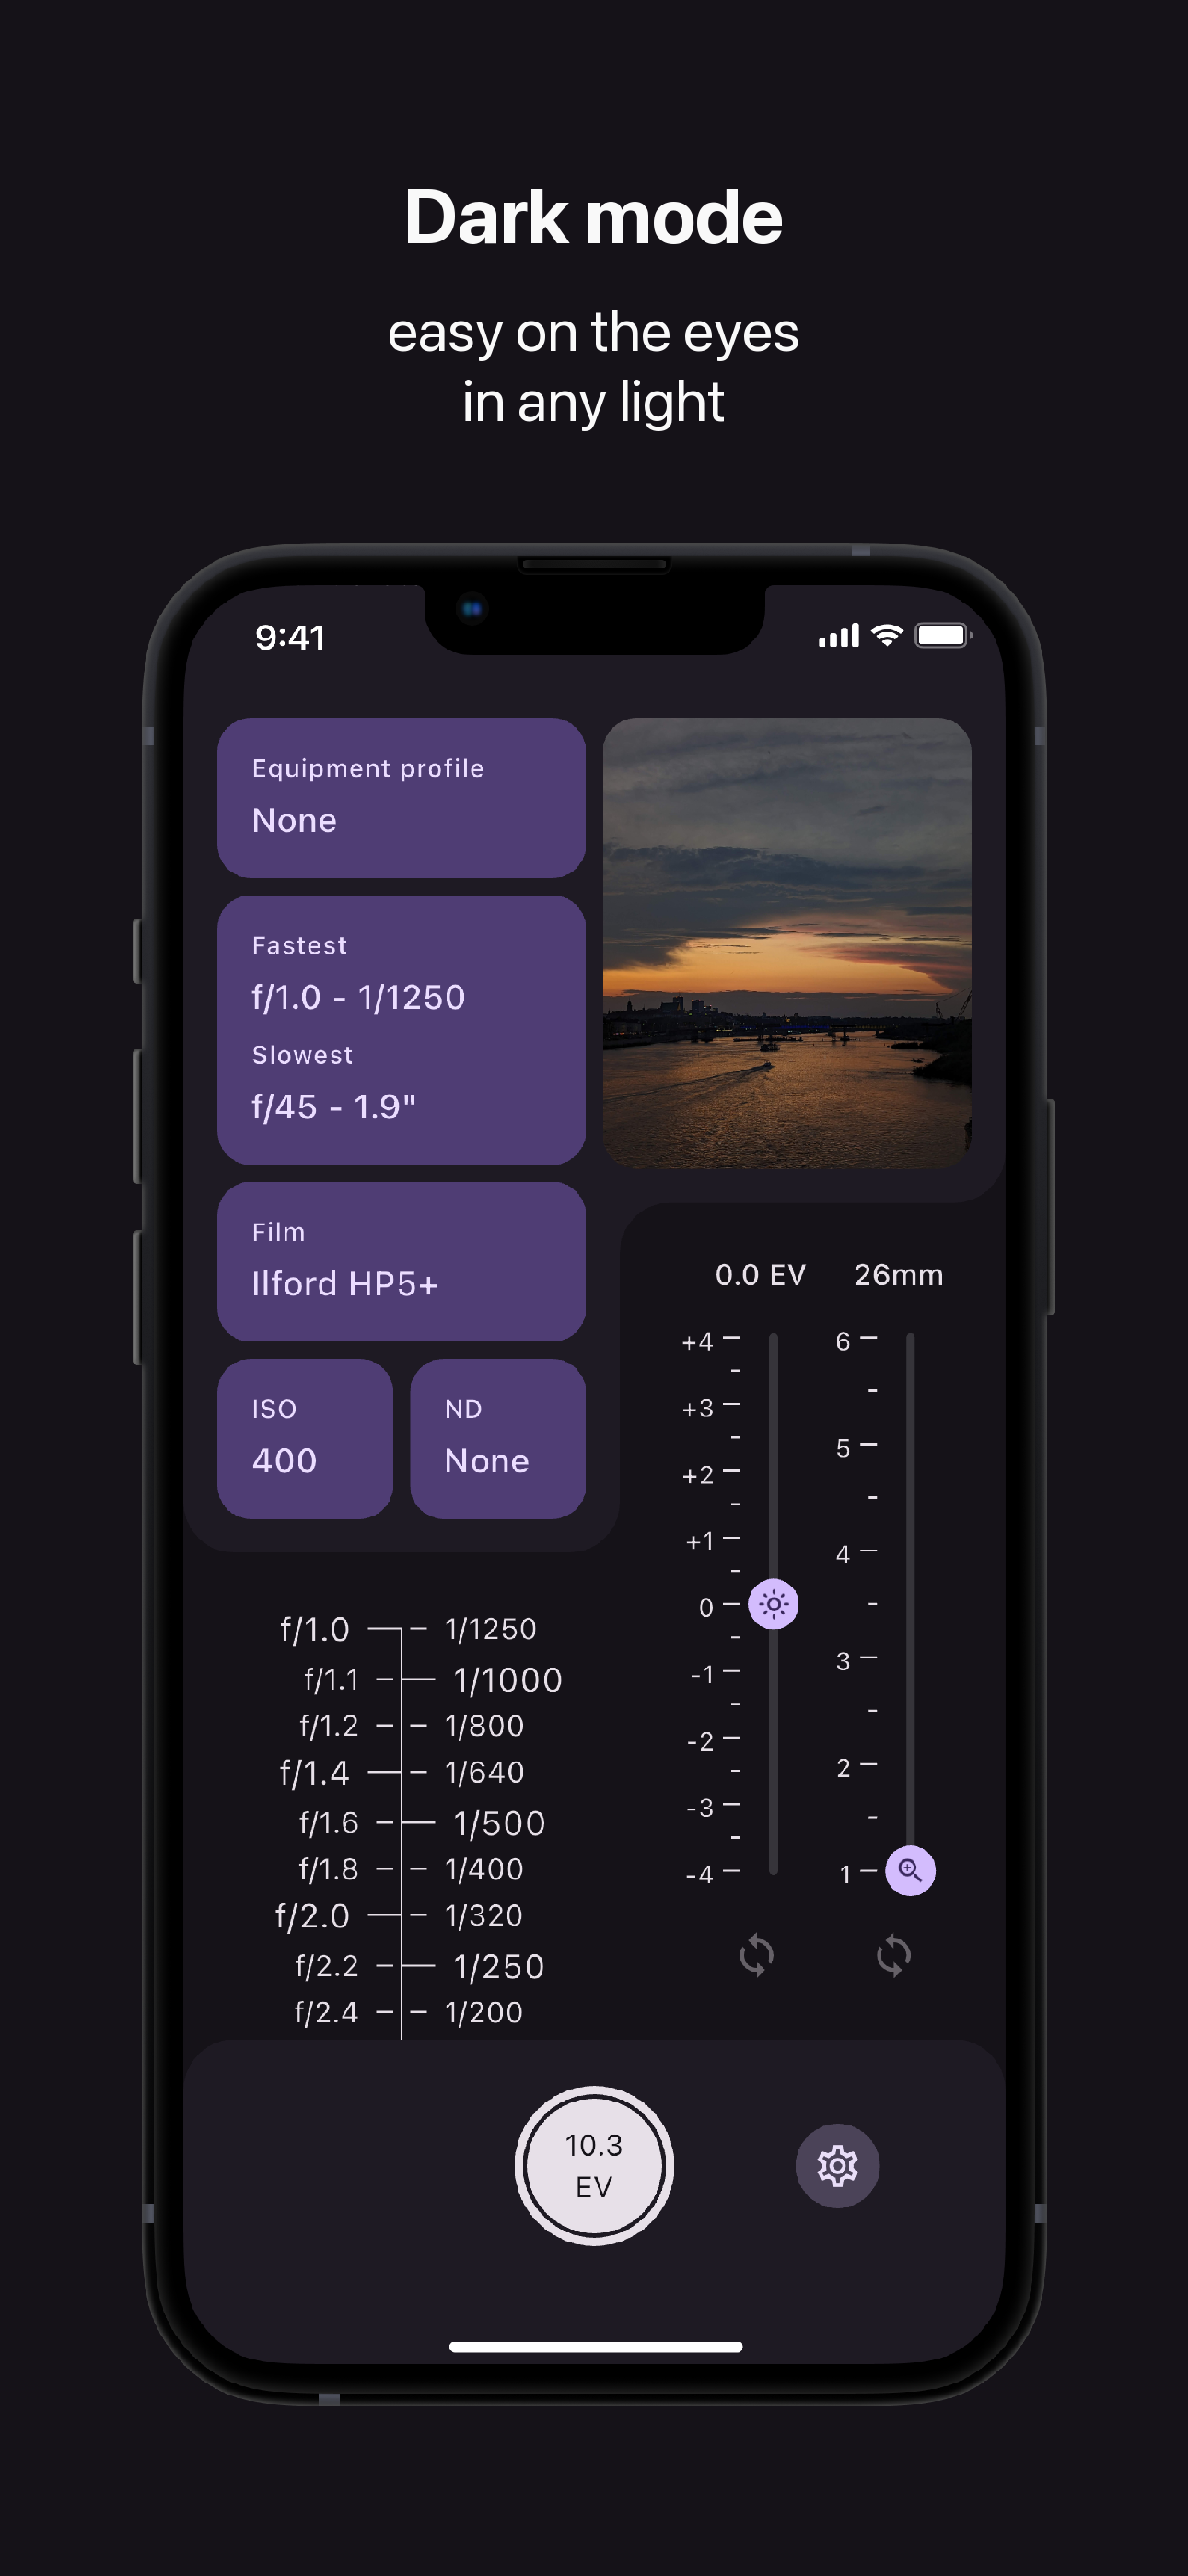 Dark mode
easy on the eyes
in any light
9:41
Equipment profile
None
Fastest
f/1.0 - 1/1250
Slowest
f/45 - 1.9"
Film
Ilford HP5+
ISO
400
ND
None
0.0 EV
26mm
+4
+3
+2
+1
0
-1
-2
-3
-4
6
5
4
3
2
1
f/1.0 1/1250
f/1.1 1/1000
f/1.2 1/800
f/1.4 1/640
f/1.6 1/500
f/1.8 1/400
f/2.0 1/320
f/2.2 1/250
f/2.4 1/200
10.3
EV